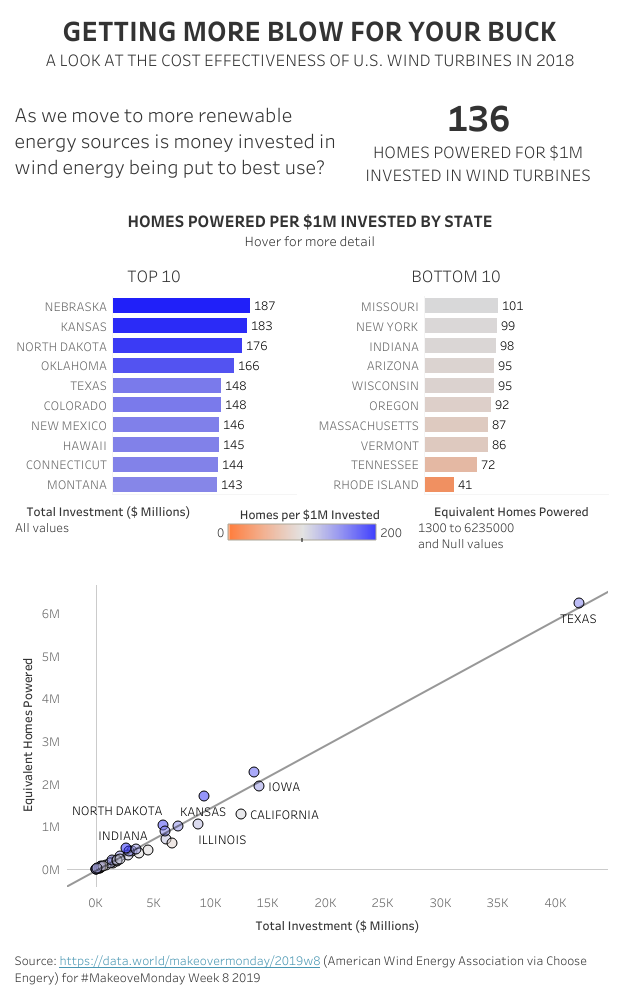 GETTING MORE BLOW FOR YOUR BUCK
A LOOK AT THE COST EFFECTIVENESS OF U.S. WIND TURBINES IN 2018
As we move to more renewable
energy sources is money invested in
wind energy being put to best use?
136
HOMES POWERED FOR $1M
INVESTED IN WIND TURBINES
HOMES POWERED PER $1M INVESTED BY STATE
Hover for more detail
TOP 10
NEBRASKA 187
KANSAS 183
NORTH DAKOTA 176
OKLAHOMA 166
TEXAS 148
COLORADO 148
NEW MEXICO 146
HAWAII 145
CONNECTICUT 144
MONTANA 143
BOTTOM 10
MISSOURI 101
NEW YORK 99
INDIANA 98
ARIZONA 95
WISCONSIN 95
OREGON 92
MASSACHUSETTS 87
VERMONT 86
TENNESSEE 72
RHODE ISLAND 41
Total Investment ($ Millions)
All values
Homes per $1M Invested
0 200
Equivalent Homes Powered
1300 to 6235000
and Null values
Equivalent Homes Powered
6M
5M
4M
3M
2M
1M
0M
TEXAS
IOWA
NORTH DAKOTA
KANSAS
CALIFORNIA
INDIANA
ILLINOIS
0K 5K 10K 15K 20K 25K 30K 35K 40K
Total Investment ($ Millions)
Source: https://data.world/makeovermonday/2019w8 (American Wind Energy Association via Choose
Engery) for #MakeoveMonday Week 8 2019